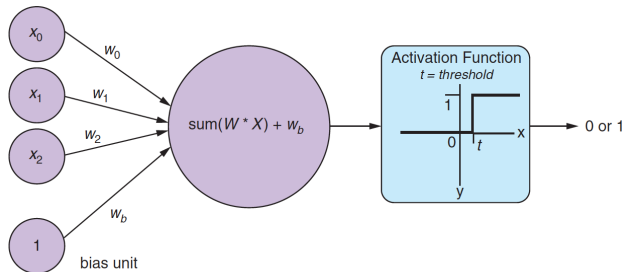 x0
x1
x2
1
w0
w1
w2
wb
bias unit
sum(W * X) + wb
Activation Function
t = threshold
1
0
t
x
y
0 or 1